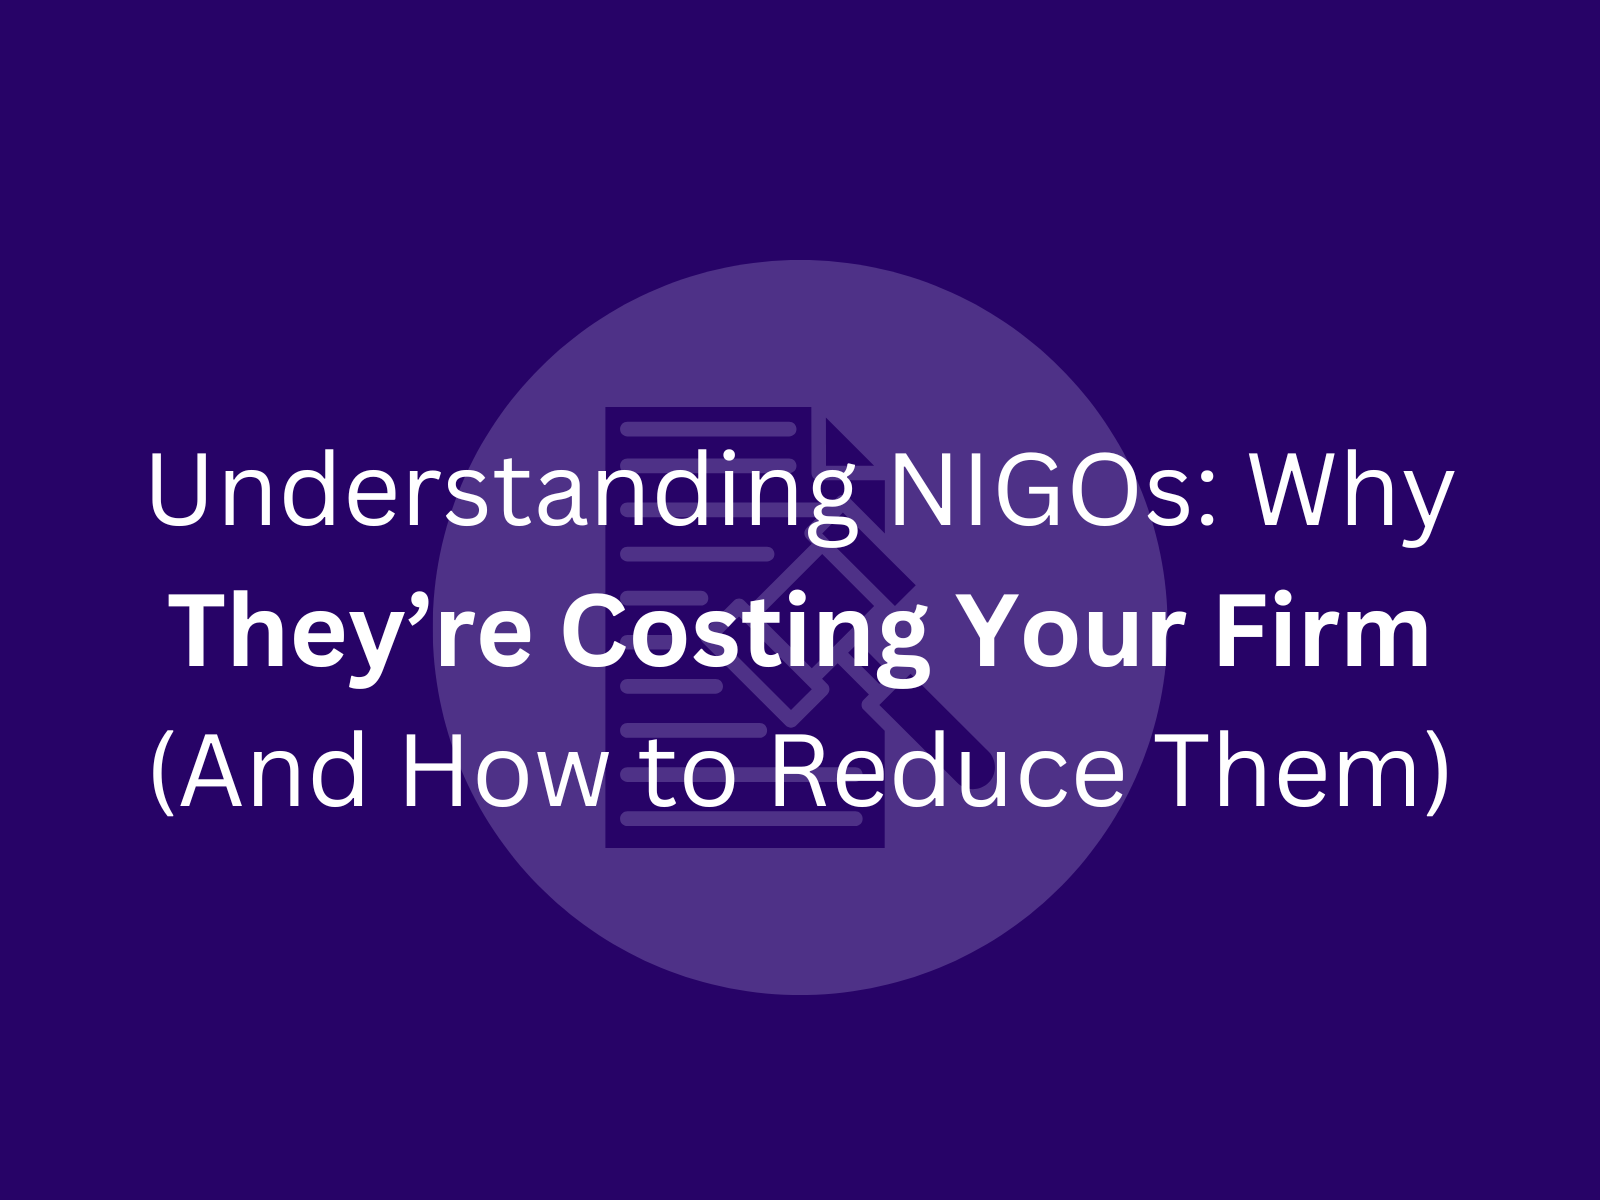 Understanding NIGOs: Why
They’re Costing Your Firm
(And How to Reduce Them)